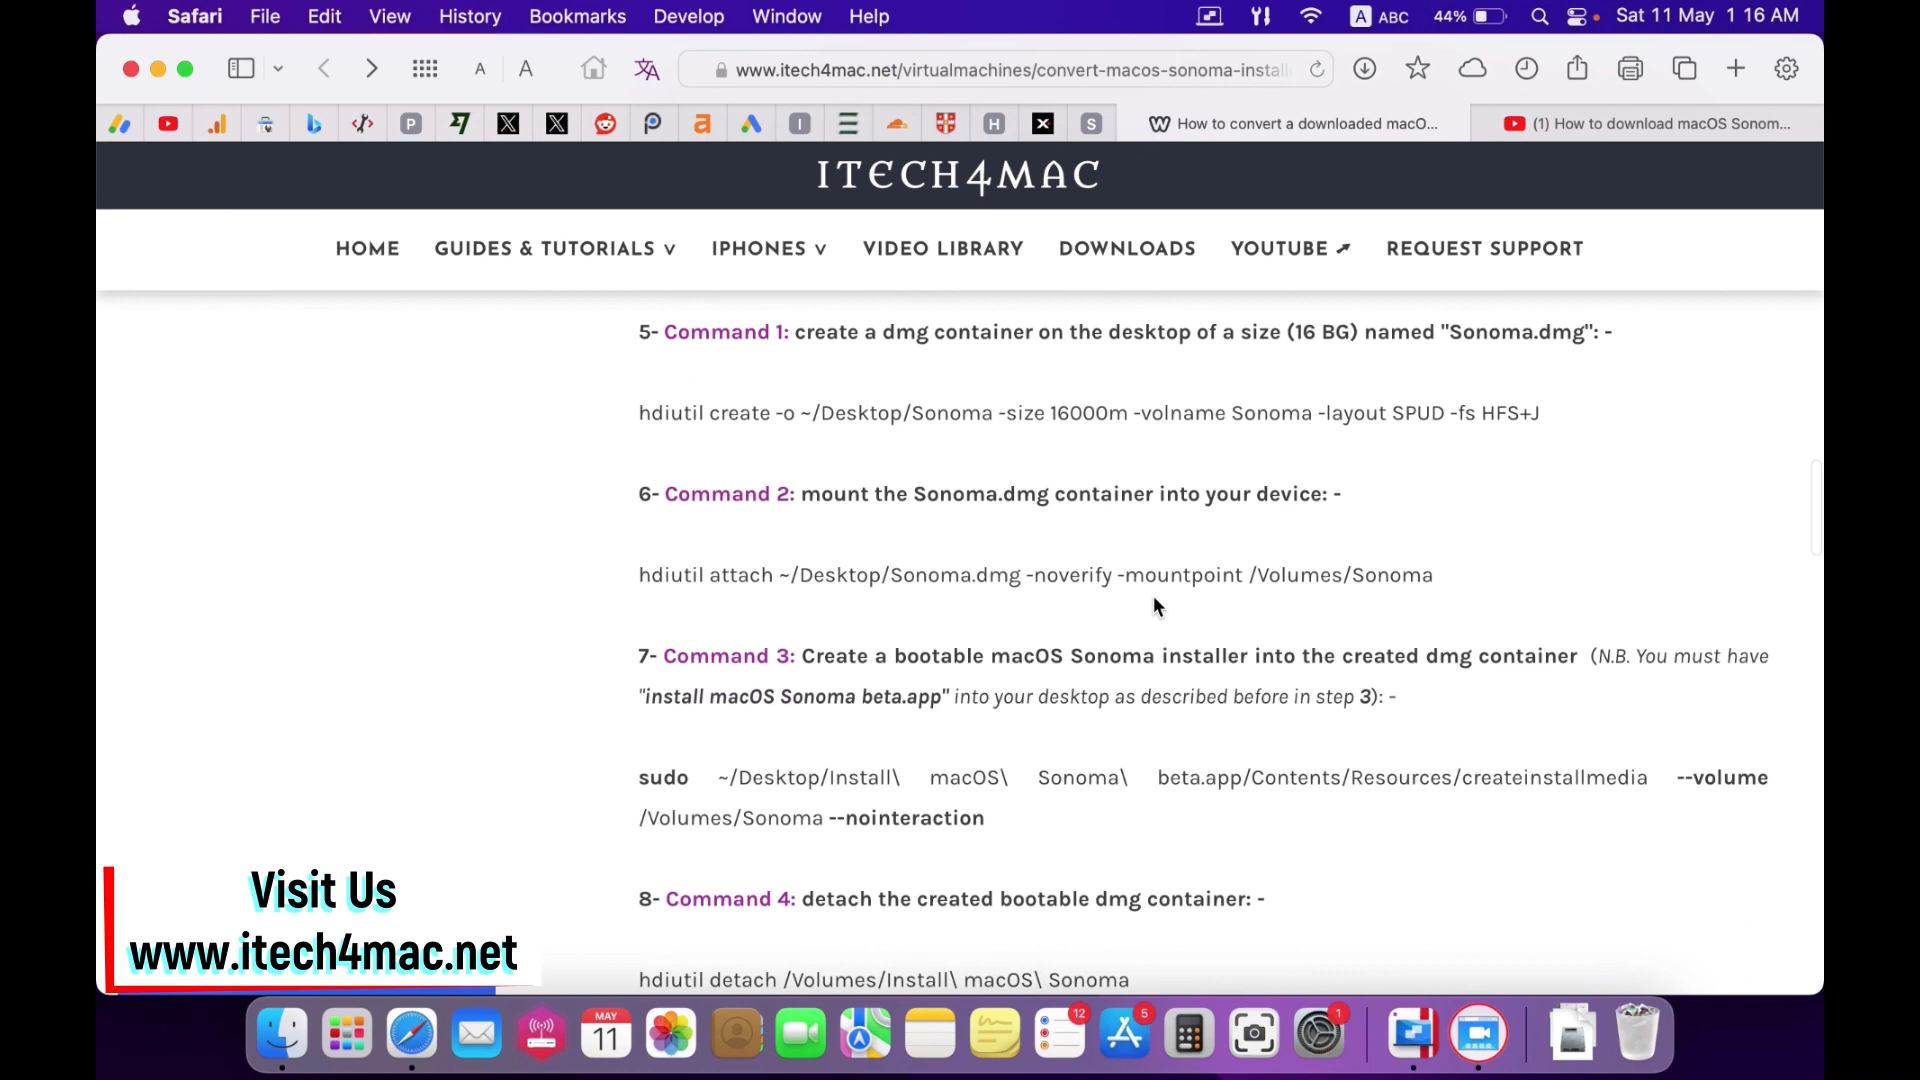 Safari File Edit View History Bookmarks Develop Window Help A ABC 44% Sat 11 May 1 16 AM
A A www.itech4mac.net/virtualmachines/convert-macos-sonoma-install
P I H S How to convert a downloaded macO... (1) How to download macOS Sonom...
ITECH4MAC
HOME GUIDES & TUTORIALS IPHONES VIDEO LIBRARY DOWNLOADS YOUTUBE REQUEST SUPPORT
5- Command 1: create a dmg container on the desktop of a size (16 BG) named "Sonoma.dmg": -
hdiutil create -o ~/Desktop/Sonoma -size 16000m -volname Sonoma -layout SPUD -fs HFS+J
6- Command 2: mount the Sonoma.dmg container into your device: -
hdiutil attach ~/Desktop/Sonoma.dmg -noverify -mountpoint /Volumes/Sonoma
7- Command 3: Create a bootable macOS Sonoma installer into the created dmg container (N.B. You must have
"install macOS Sonoma beta.app" into your desktop as described before in step 3): -
sudo ~/Desktop/Install\ macOS\ Sonoma\ beta.app/Contents/Resources/createinstallmedia --volume
/Volumes/Sonoma --nointeraction
8- Command 4: detach the created bootable dmg container: -
hdiutil detach /Volumes/Install\ macOS\ Sonoma
Visit Us
www.itech4mac.net
MAY
11
12
5
1